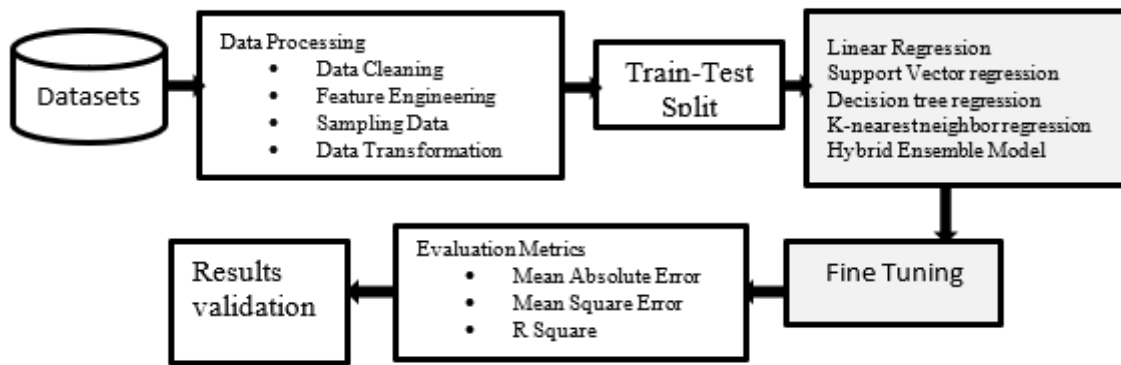 Datasets
Data Processing
• Data Cleaning
• Feature Engineering
• Sampling Data
• Data Transformation
Train-Test
Split
Linear Regression
Support Vector regression
Decision tree regression
K-nearest neighbor regression
Hybrid Ensemble Model
Fine Tuning
Evaluation Metrics
• Mean Absolute Error
• Mean Square Error
• R Square
Results
validation